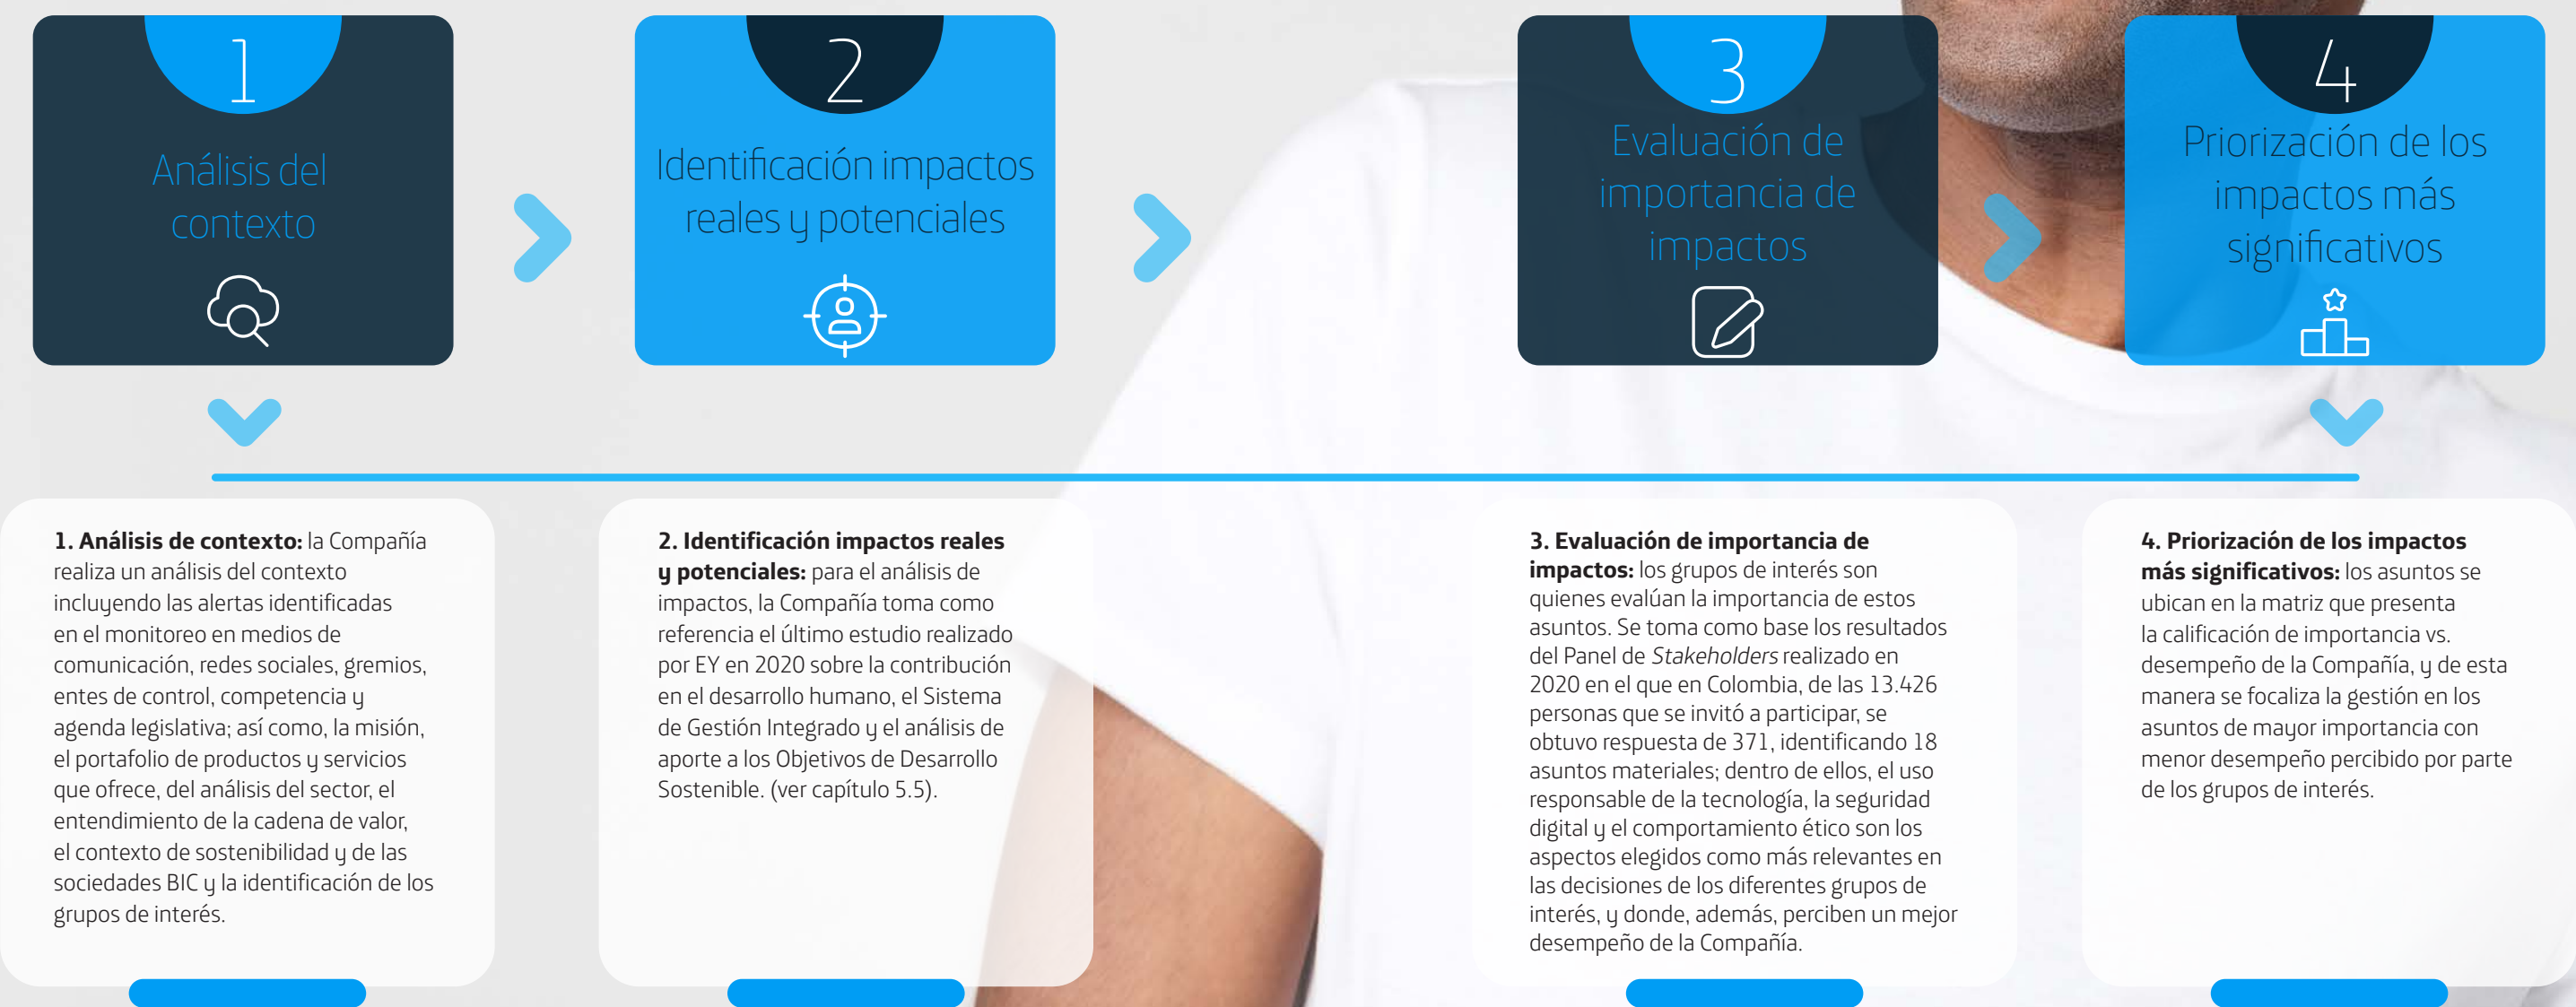 1
Análisis del
contexto
2
Identificación impactos
reales y potenciales
3
Evaluación de
importancia de
impactos
4
Priorización de los
impactos más
significativos
1. Análisis de contexto: la Compañía
realiza un análisis del contexto
incluyendo las alertas identificadas
en el monitoreo en medios de
comunicación, redes sociales, gremios,
entes de control, competencia y
agenda legislativa; así como, la misión,
el portafolio de productos y servicios
que ofrece, del análisis del sector, el
entendimiento de la cadena de valor,
el contexto de sostenibilidad y de las
sociedades BIC y la identificación de los
grupos de interés.
2. Identificación impactos reales
y potenciales: para el análisis de
impactos, la Compañía toma como
referencia el último estudio realizado
por EY en 2020 sobre la contribución
en el desarrollo humano, el Sistema
de Gestión Integrado y el análisis de
aporte a los Objetivos de Desarrollo
Sostenible. (ver capítulo 5.5).
3. Evaluación de importancia de
impactos: los grupos de interés son
quienes evalúan la importancia de estos
asuntos. Se toma como base los resultados
del Panel de Stakeholders realizado en
2020 en el que en Colombia, de las 13.426
personas que se invitó a participar, se
obtuvo respuesta de 371, identificando 18
asuntos materiales; dentro de ellos, el uso
responsable de la tecnología, la seguridad
digital y el comportamiento ético son los
aspectos elegidos como más relevantes en
las decisiones de los diferentes grupos de
interés, y donde, además, perciben un mejor
desempeño de la Compañía.
4. Priorización de los impactos
más significativos: los asuntos se
ubican en la matriz que presenta
la calificación de importancia vs.
desempeño de la Compañía, y de esta
manera se focaliza la gestión en los
asuntos de mayor importancia con
menor desempeño percibido por parte
de los grupos de interés.